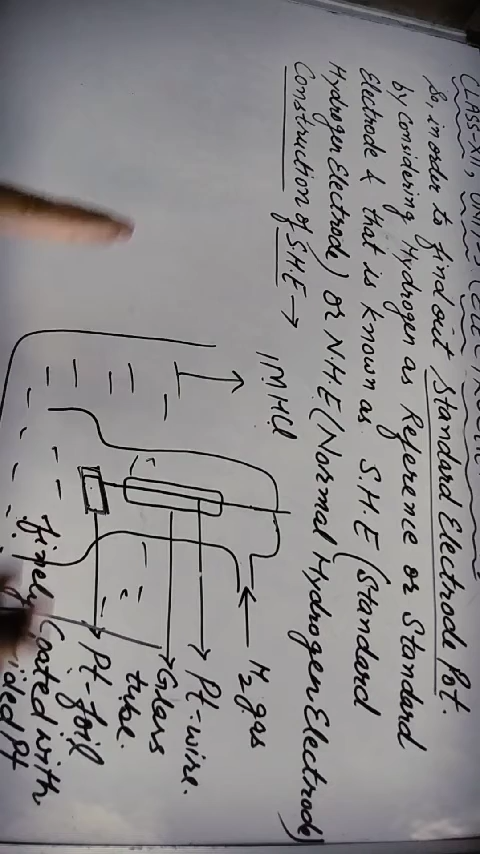 CLASS-XII, UNIT-
So, in order to find out Standard Electrode Pot.
by considering Hydrogen as Reference or Standard
Electrode & that is known as S.H.E (Standard
Hydrogen Electrode) or N.H.E (Normal Hydrogen Electrode)
Construction of S.H.E →
1M HCl
H2 gas
Pt-wire.
Glass
tube.
Pt-foil
finely coated with
Pt